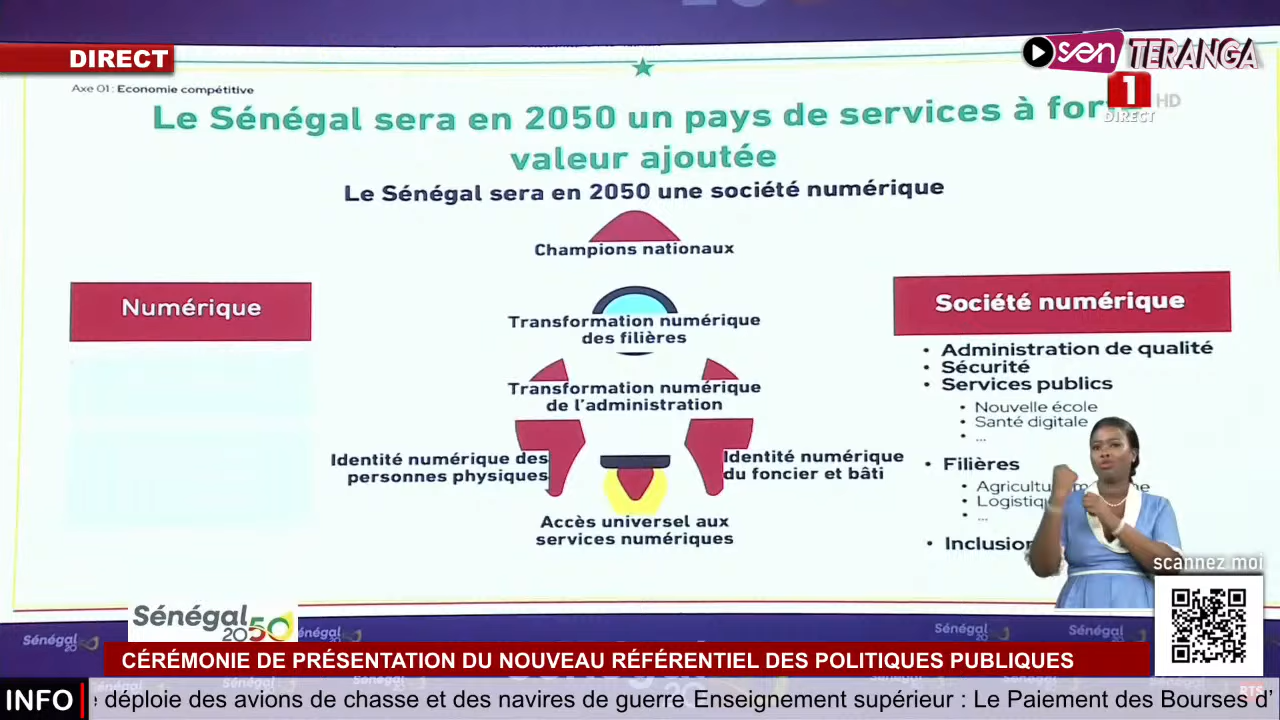 DIRECT
sen TERANGA
1 HD
DIRECT
Axe 01: Economie compétitive
Le Sénégal sera en 2050 un pays de services à
valeur ajoutée
Le Sénégal sera en 2050 une société numérique
Champions nationaux
Numérique
Transformation numérique
des filières
Transformation numérique
de l'administration
Identité numérique des
personnes physiques
Identité numérique
du foncier et bâti
Accès universel aux
services numériques
Société numérique
• Administration de qualité
• Sécurité
• Services publics
• Nouvelle école
• Santé digitale
• ...
• Filières
• ...
scannez moi
Sénégal
2050
Sénégal
Sénégal
Sénégal
CÉRÉMONIE DE PRÉSENTATION DU NOUVEAU RÉFÉRENTIEL DES POLITIQUES PUBLIQUES
INFO déploie des avions de chasse et des navires de guerre Enseignement supérieur : Le Paiement des Bourses d'
RTS